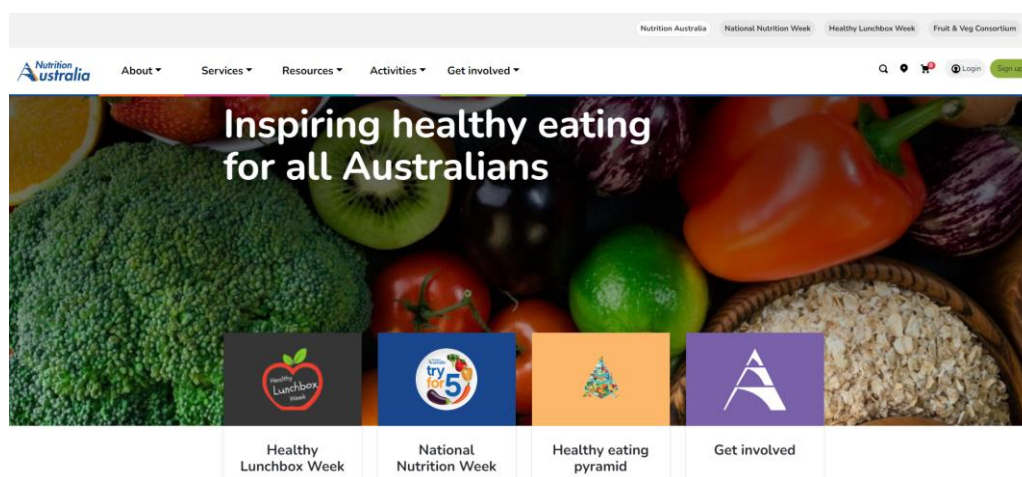 Nutrition Australia National Nutrition Week Healthy Lunchbox Week Fruit & Veg Consortium
Nutrition
Australia
About Services Resources Activities Get involved
0 Login Sign up
Inspiring healthy eating
for all Australians
Healthy
Lunchbox
Week
try
for 5
Healthy
Lunchbox Week
National
Nutrition Week
Healthy eating
pyramid
Get involved